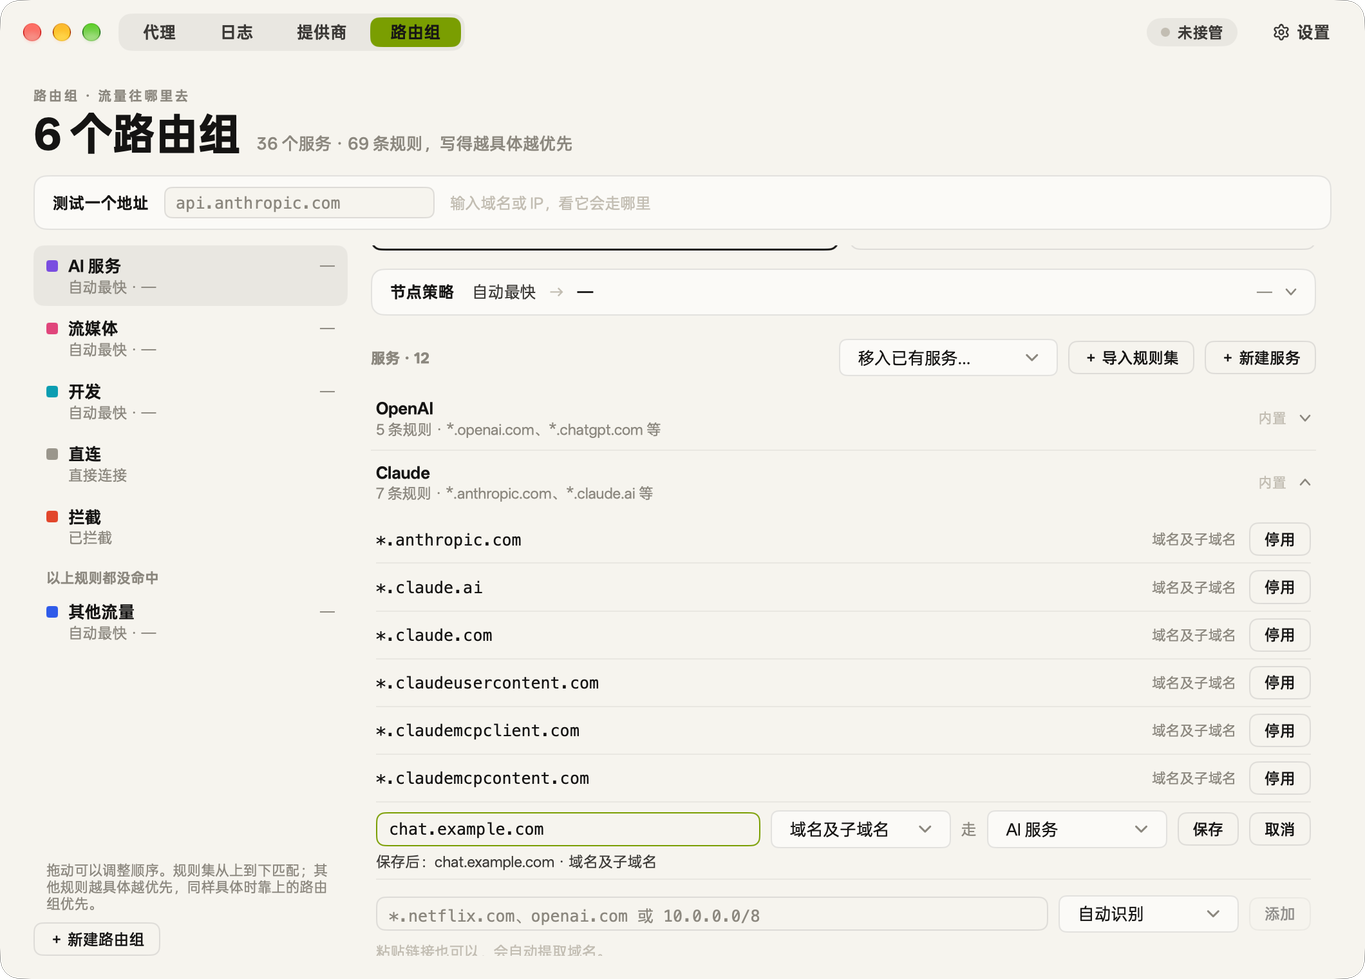 代理 日志 提供商 路由组 未接管 设置
路由组 · 流量往哪里去
6 个路由组 36 个服务 · 69 条规则，写得越具体越优先
测试一个地址 api.anthropic.com 输入域名或 IP，看它会走哪里
AI 服务 —
自动最快 · —
流媒体 —
自动最快 · —
开发 —
自动最快 · —
直连
直接连接
拦截
已拦截
以上规则都没命中
其他流量 —
自动最快 · —
拖动可以调整顺序。规则集从上到下匹配；其
他规则越具体越优先，同样具体时靠上的路由
组优先。
+ 新建路由组
节点策略 自动最快 → — —
服务 · 12 移入已有服务... + 导入规则集 + 新建服务
OpenAI
5 条规则 · *.openai.com、*.chatgpt.com 等 内置
Claude
7 条规则 · *.anthropic.com、*.claude.ai 等 内置
*.anthropic.com 域名及子域名 停用
*.claude.ai 域名及子域名 停用
*.claude.com 域名及子域名 停用
*.claudeusercontent.com 域名及子域名 停用
*.claudemcpclient.com 域名及子域名 停用
*.claudemcpcontent.com 域名及子域名 停用
chat.example.com 域名及子域名 走 AI 服务 保存 取消
保存后：chat.example.com · 域名及子域名
*.netflix.com、openai.com 或 10.0.0.0/8 自动识别 添加
粘贴链接也可以，会自动提取域名。